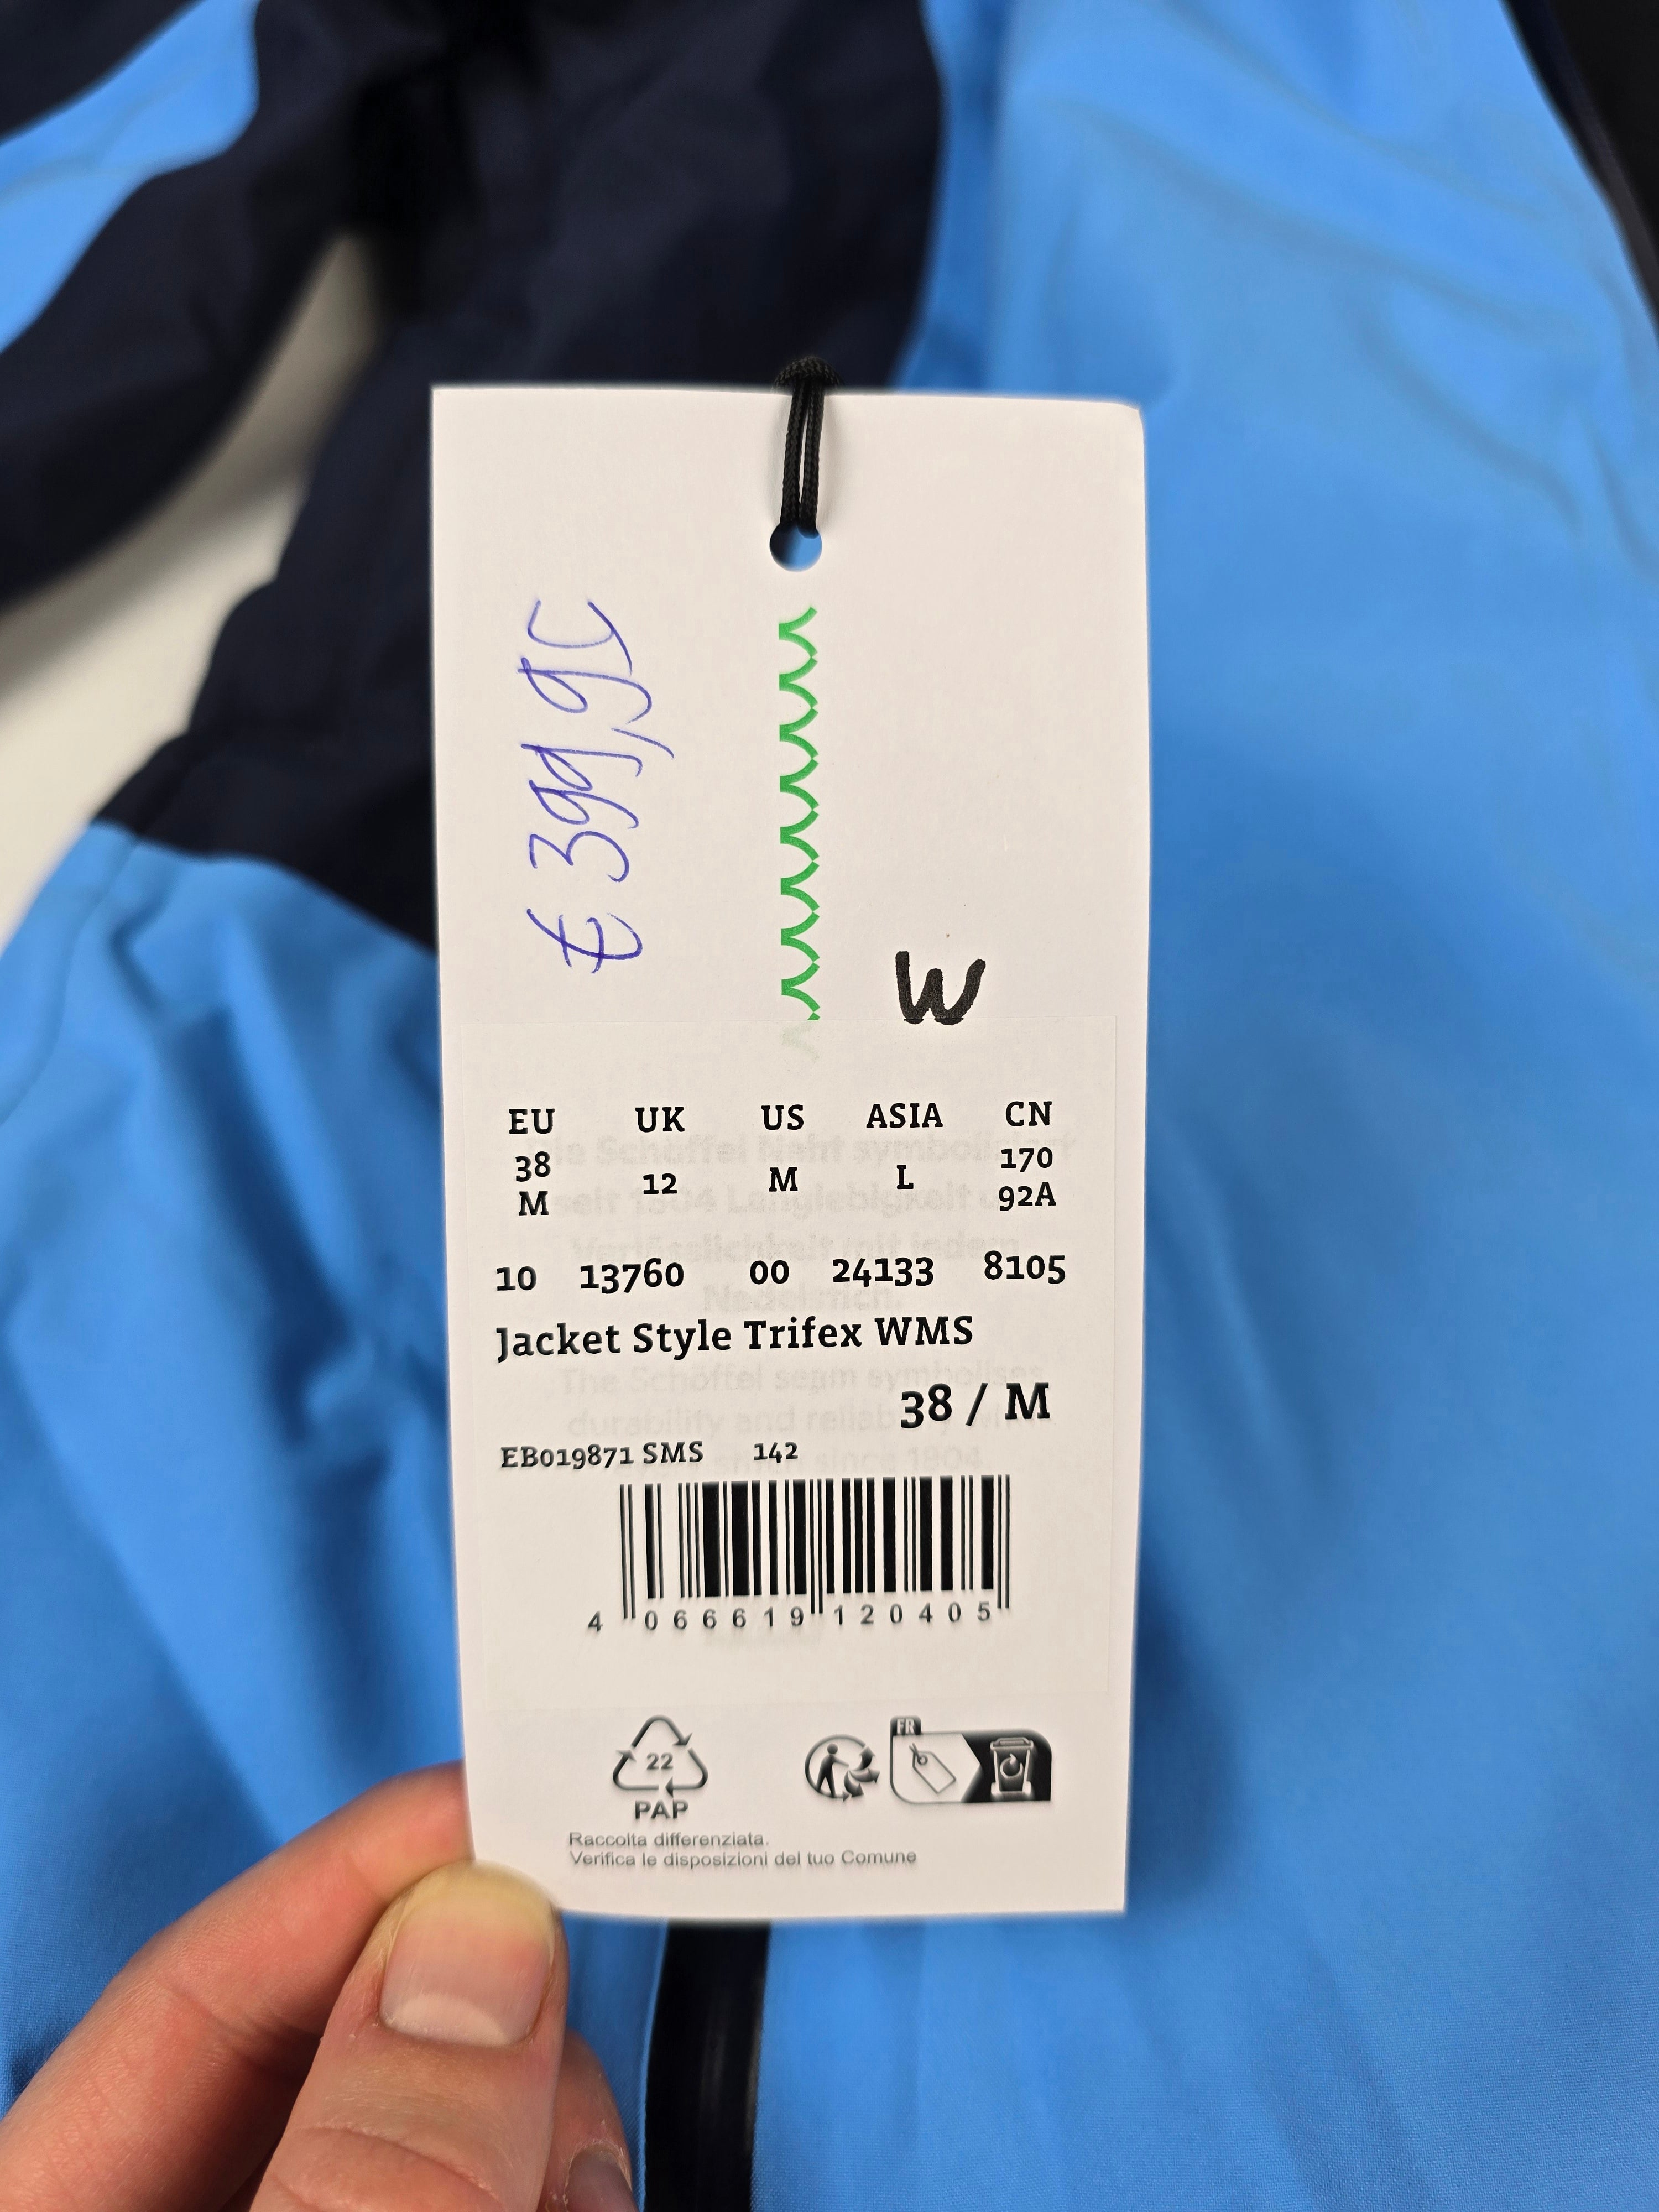 € 399,95
W
EU UK US ASIA CN
38 M 12 M L 170 92A
10 13760 00 24133 8105
Jacket Style Trifex WMS
38 / M
EB019871 SMS 142
4 066619 120405
22
PAP
FR
Raccolta differenziata.
Verifica le disposizioni del tuo Comune